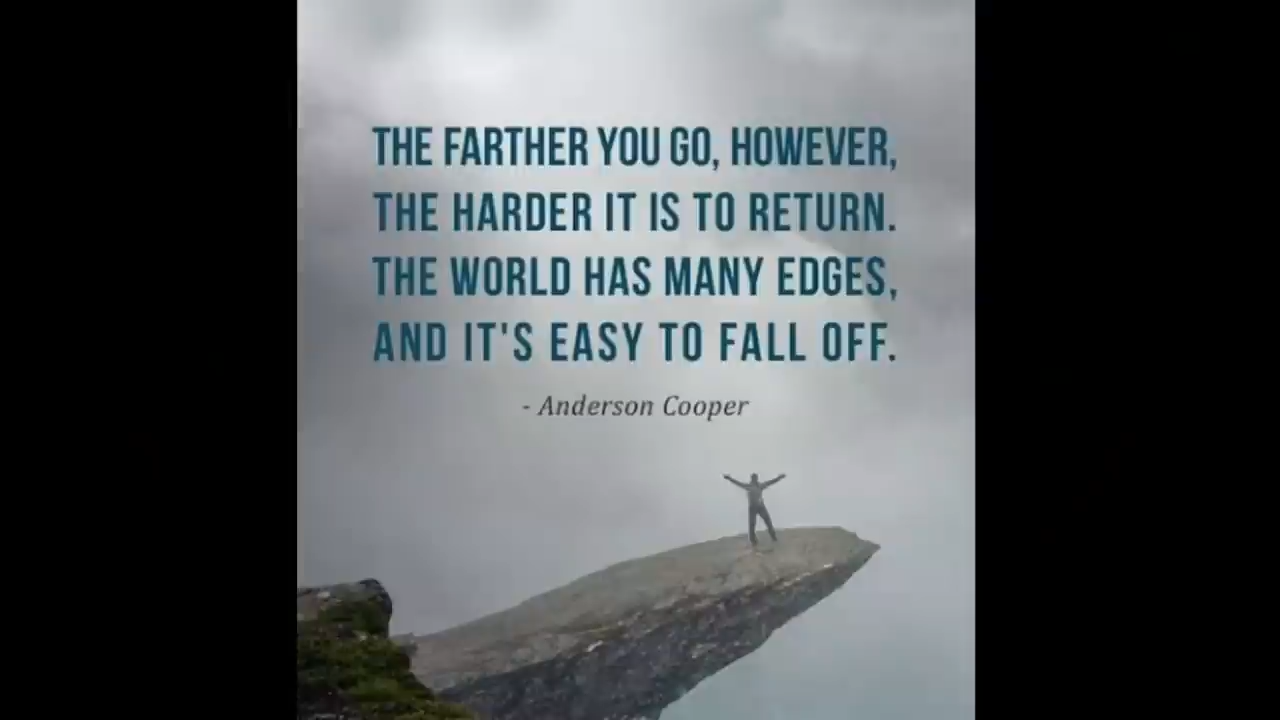 THE FARTHER YOU GO, HOWEVER,
THE HARDER IT IS TO RETURN.
THE WORLD HAS MANY EDGES,
AND IT'S EASY TO FALL OFF.
- Anderson Cooper